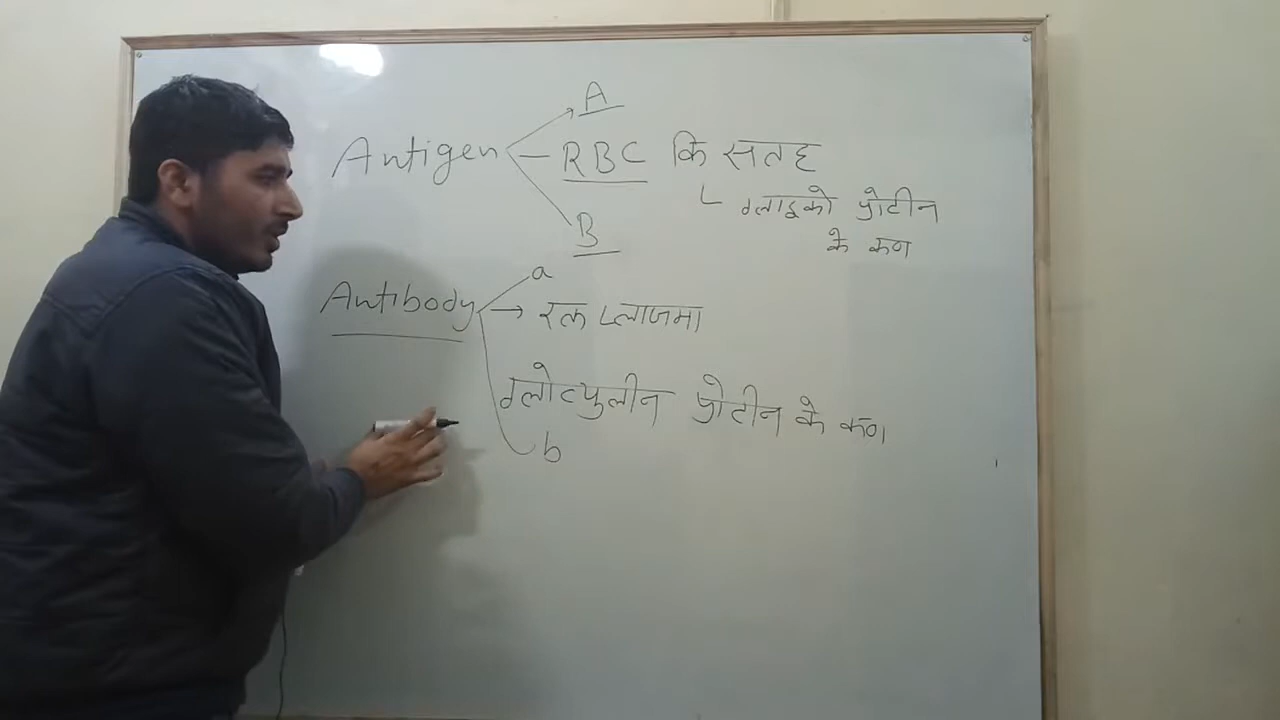 A
Antigen — RBC कि सतह
ग्लाइको प्रोटीन
के कण
B
a
Antibody → रक्त प्लाजमा
ग्लोब्युलीन प्रोटीन के कण
b